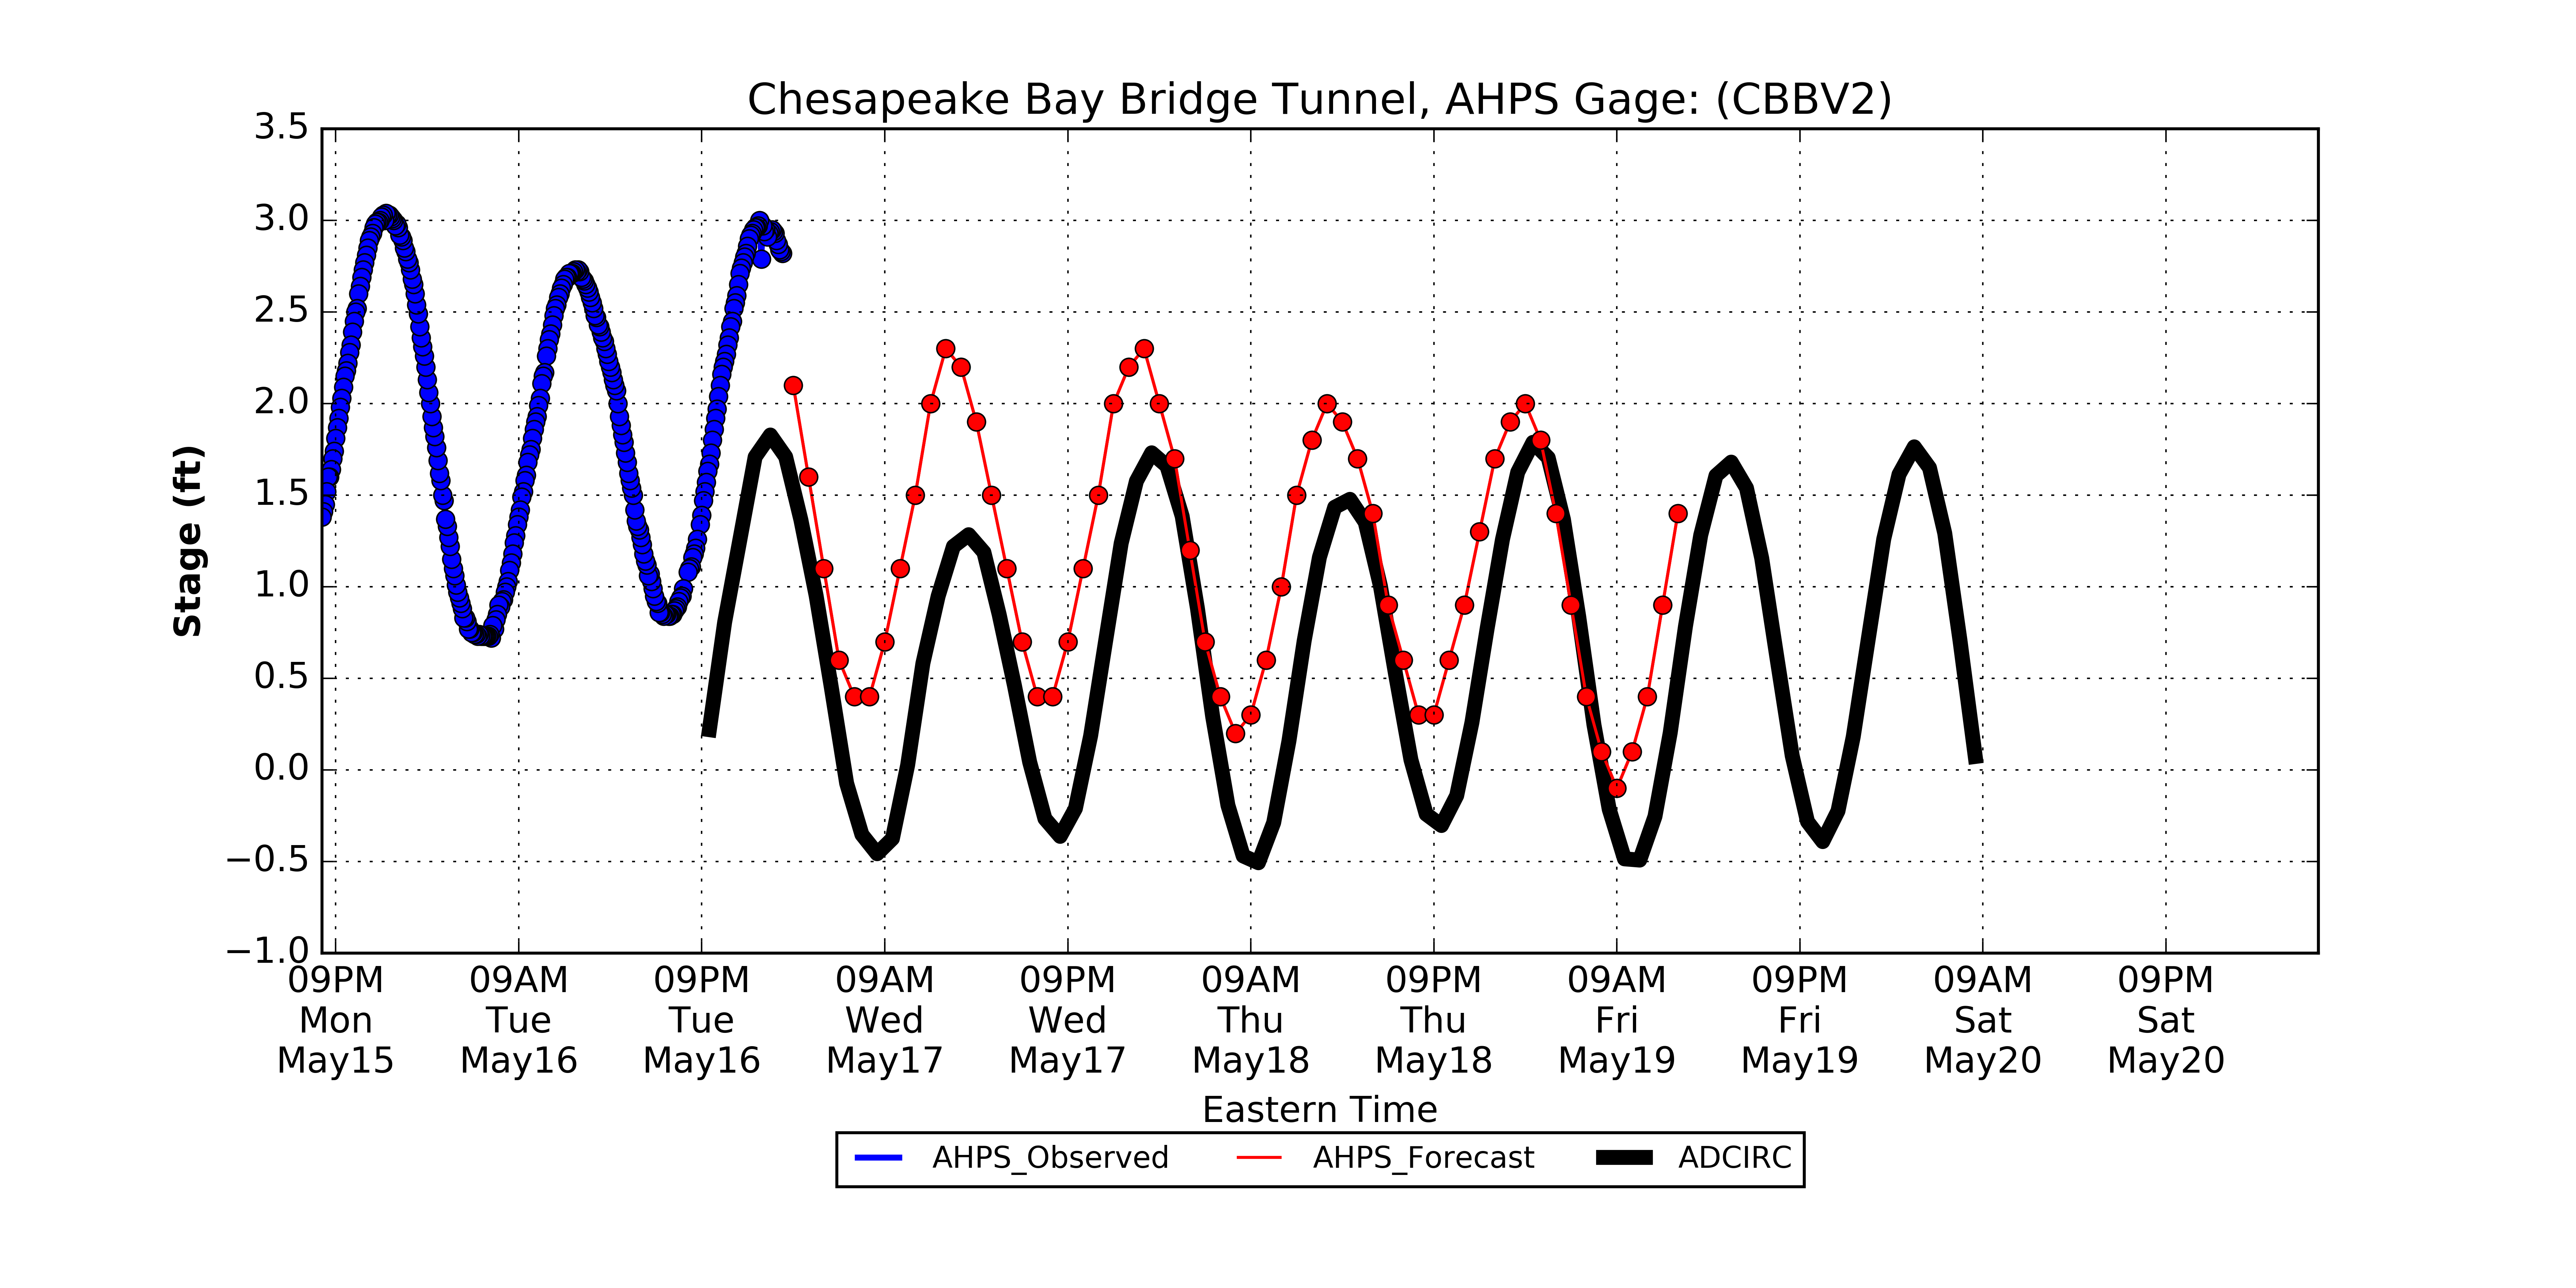 Chesapeake Bay Bridge Tunnel, AHPS Gage: (CBBV2)
3.5
3.0
2.5
2.0
1.5
1.0
0.5
0.0
−0.5
−1.0
Stage (ft)
09PM 09AM 09PM 09AM 09PM 09AM 09PM 09AM 09PM 09AM 09PM
Mon Tue Tue Wed Wed Thu Thu Fri Fri Sat Sat
May15 May16 May16 May17 May17 May18 May18 May19 May19 May20 May20
Eastern Time
AHPS_Observed AHPS_Forecast ADCIRC